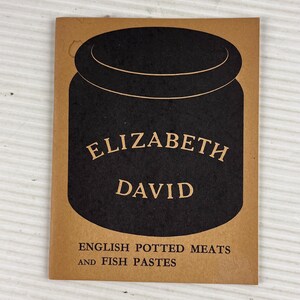 ELIZABETH
DAVID
ENGLISH POTTED MEATS
AND FISH PASTES